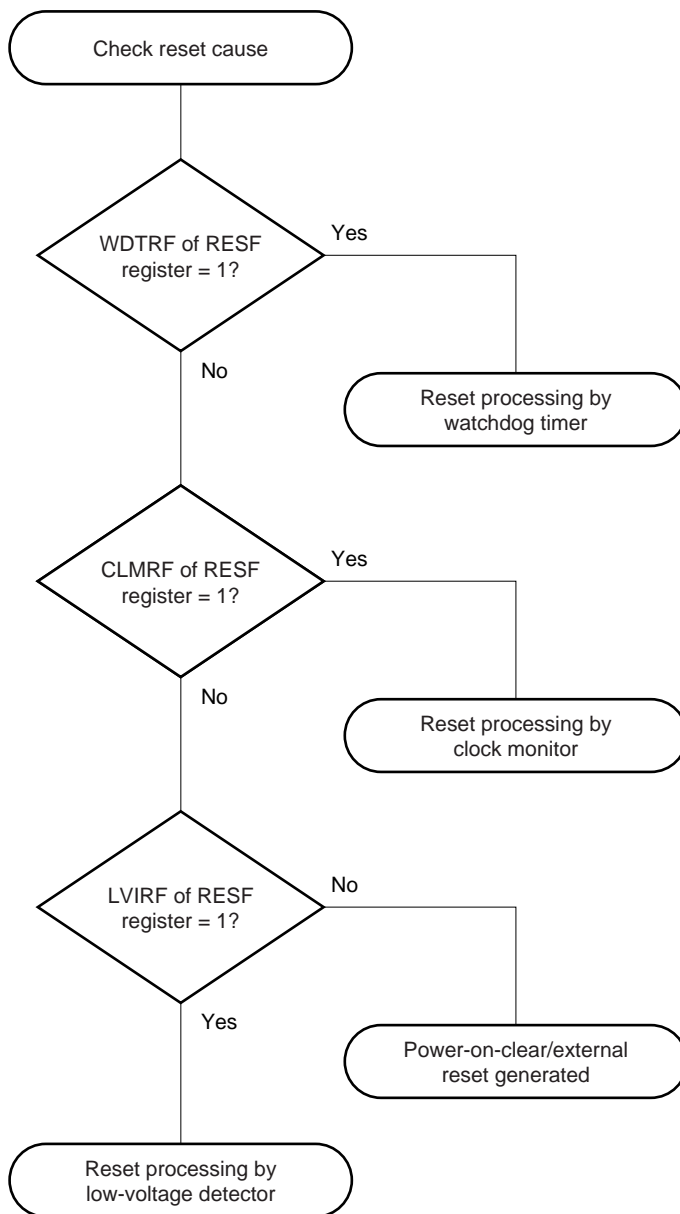 Check reset cause
WDTRF of RESF
register = 1?
Yes
No
Reset processing by
watchdog timer
CLMRF of RESF
register = 1?
Yes
No
Reset processing by
clock monitor
LVIRF of RESF
register = 1?
No
Yes
Power-on-clear/external
reset generated
Reset processing by
low-voltage detector